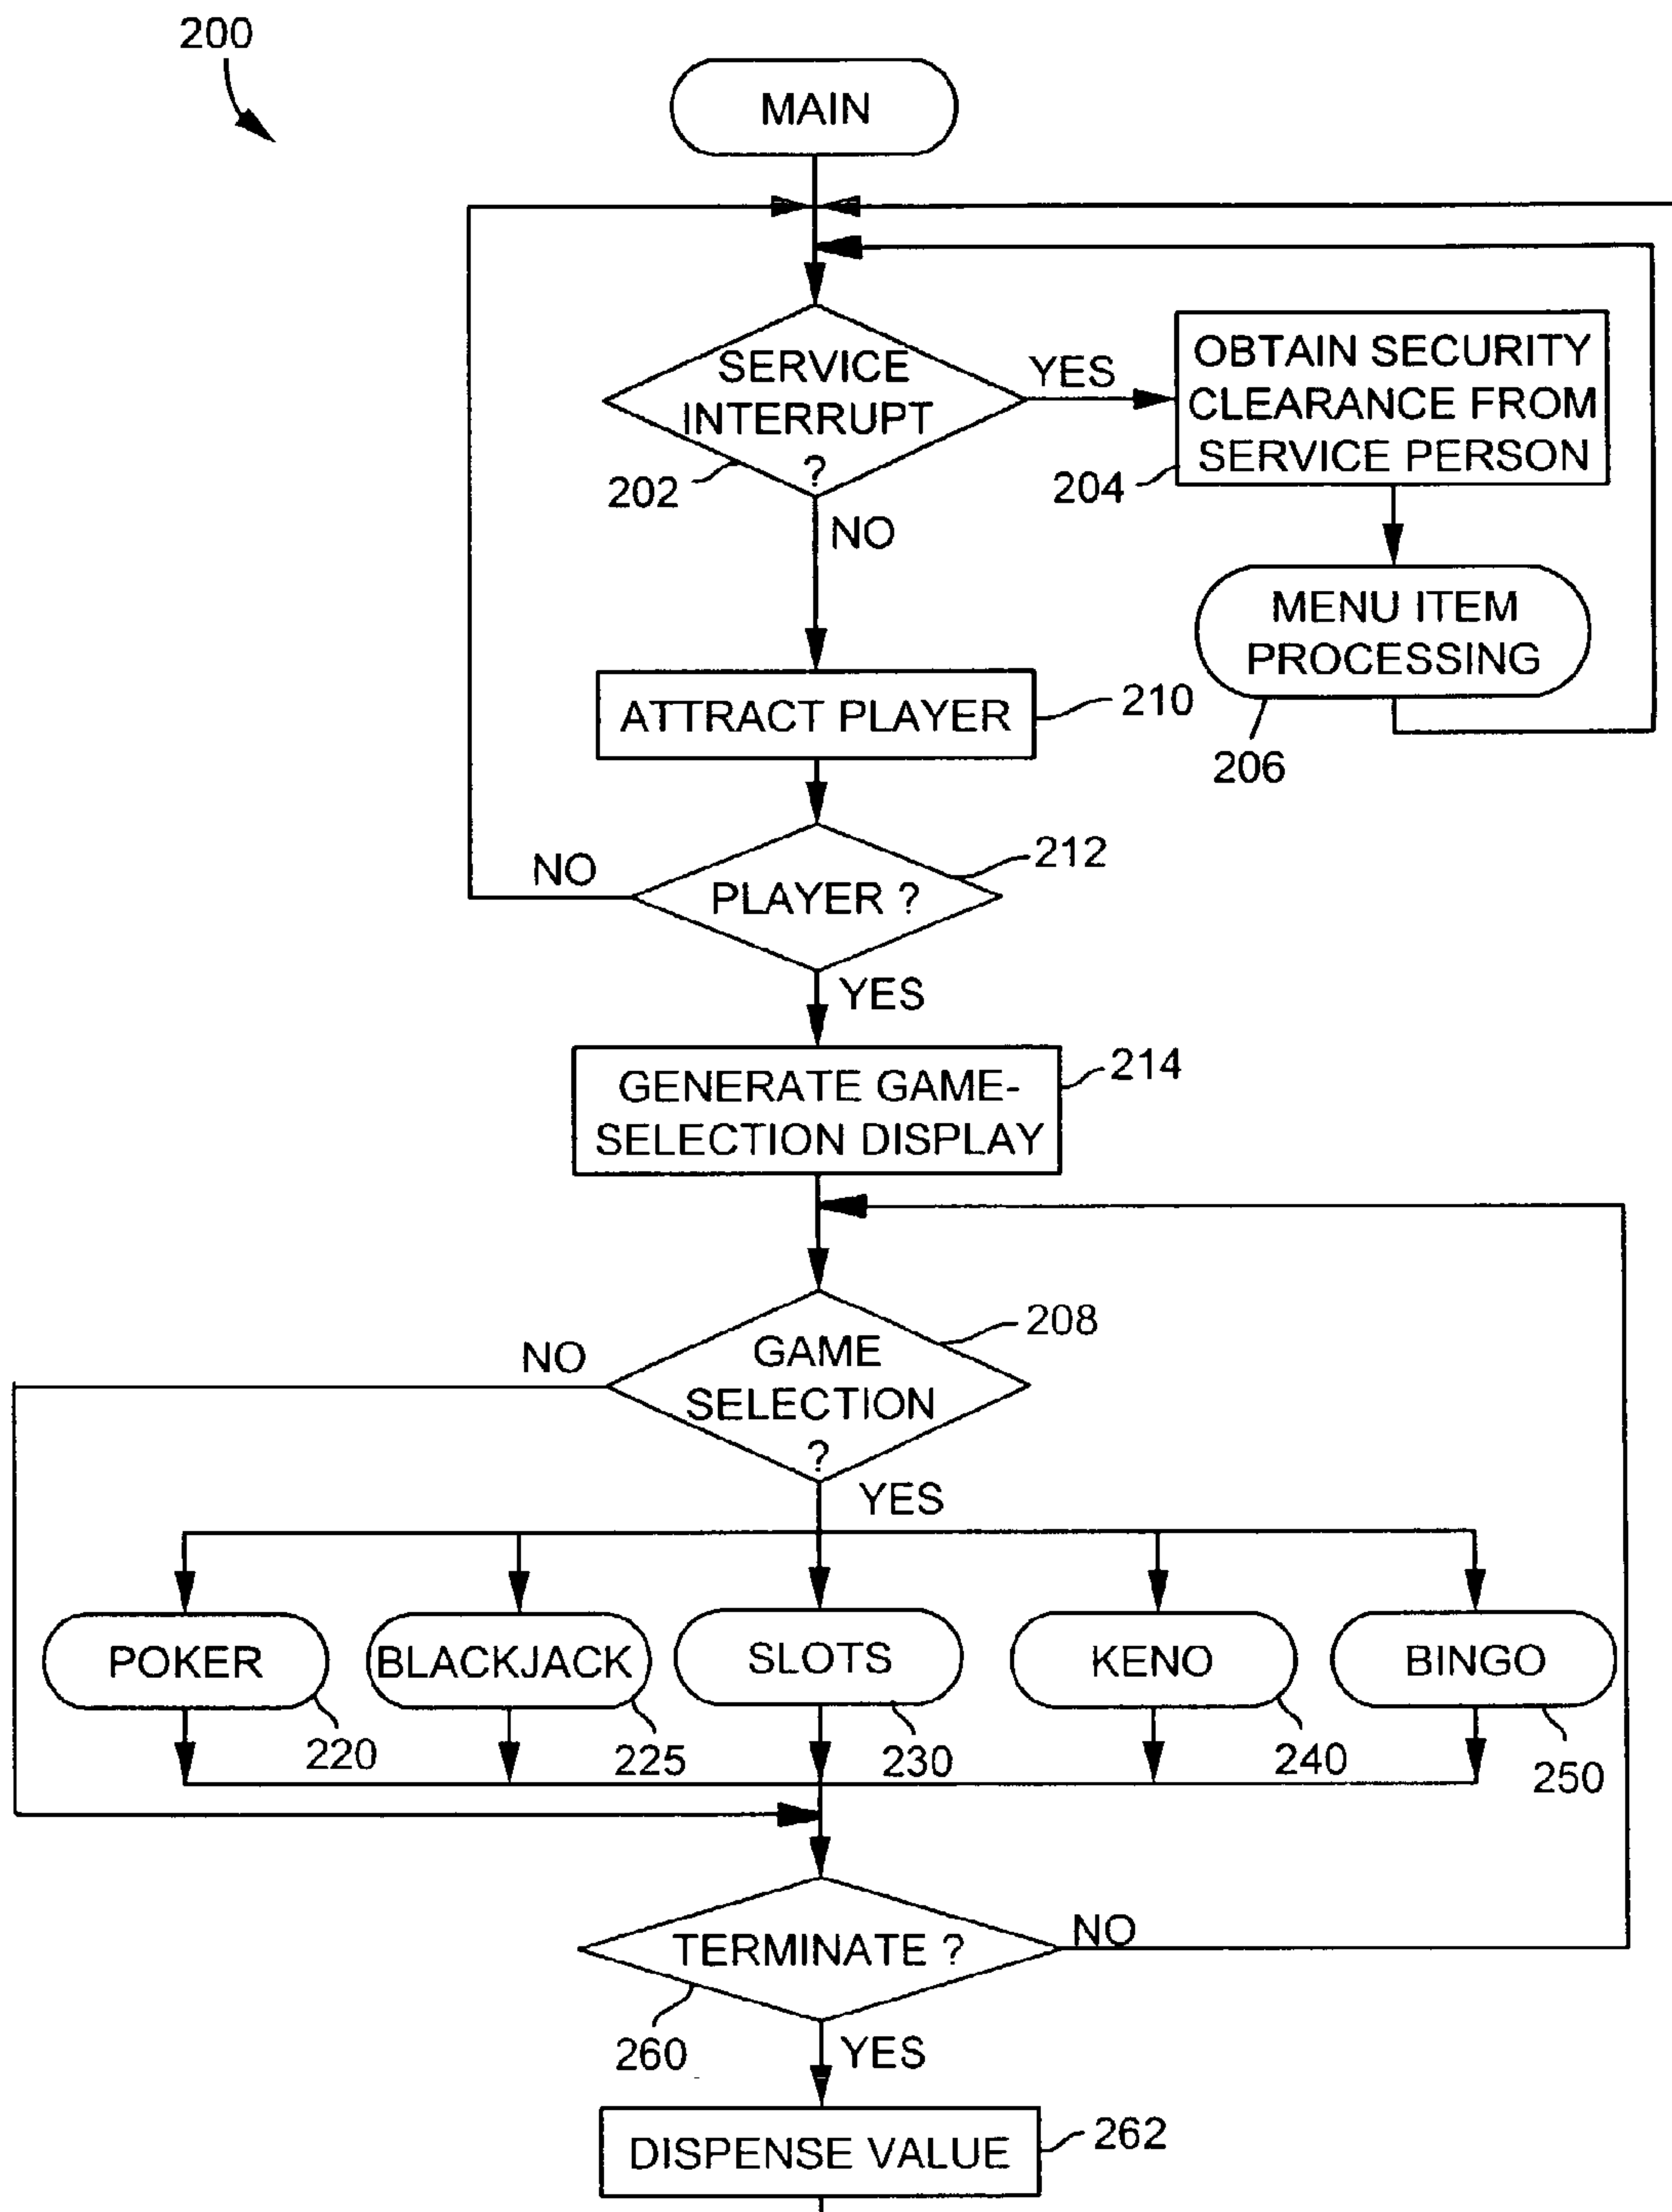 200
MAIN
SERVICE
INTERRUPT
?
202
YES
NO
OBTAIN SECURITY
CLEARANCE FROM
SERVICE PERSON
204
MENU ITEM
PROCESSING
206
ATTRACT PLAYER
210
PLAYER ?
212
NO
YES
GENERATE GAME-
SELECTION DISPLAY
214
GAME
SELECTION
?
208
NO
YES
POKER
BLACKJACK
SLOTS
KENO
BINGO
220
225
230
240
250
TERMINATE ?
NO
260
YES
DISPENSE VALUE
262